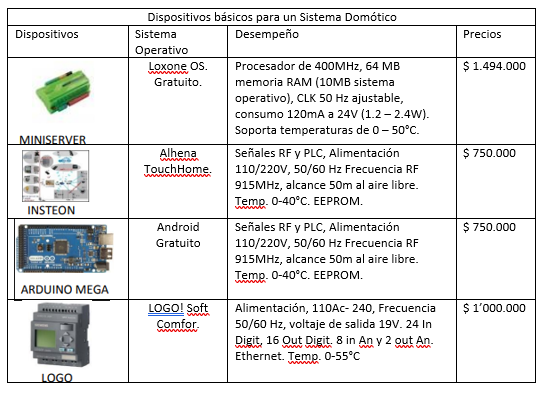 Dispositivos básicos para un Sistema Domótico
Dispositivos
Sistema
Operativo
Desempeño
Precios
MINISERVER
Loxone OS.
Gratuito.
Procesador de 400MHz, 64 MB
memoria RAM (10MB sistema
operativo), CLK 50 Hz ajustable,
consumo 120mA a 24V (1.2 – 2.4W).
Soporta temperaturas de 0 – 50°C.
$ 1.494.000
INSTEON
Alhena
TouchHome.
Señales RF y PLC, Alimentación
110/220V, 50/60 Hz Frecuencia RF
915MHz, alcance 50m al aire libre.
Temp. 0-40°C. EEPROM.
$ 750.000
ARDUINO MEGA
Android
Gratuito
Señales RF y PLC, Alimentación
110/220V, 50/60 Hz Frecuencia RF
915MHz, alcance 50m al aire libre.
Temp. 0-40°C. EEPROM.
$ 750.000
LOGO
LOGO! Soft
Comfor.
Alimentación, 110Ac- 240, Frecuencia
50/60 Hz, voltaje de salida 19V. 24 In
Digit, 16 Out Digit. 8 in An y 2 out An.
Ethernet. Temp. 0-55°C
$ 1’000.000